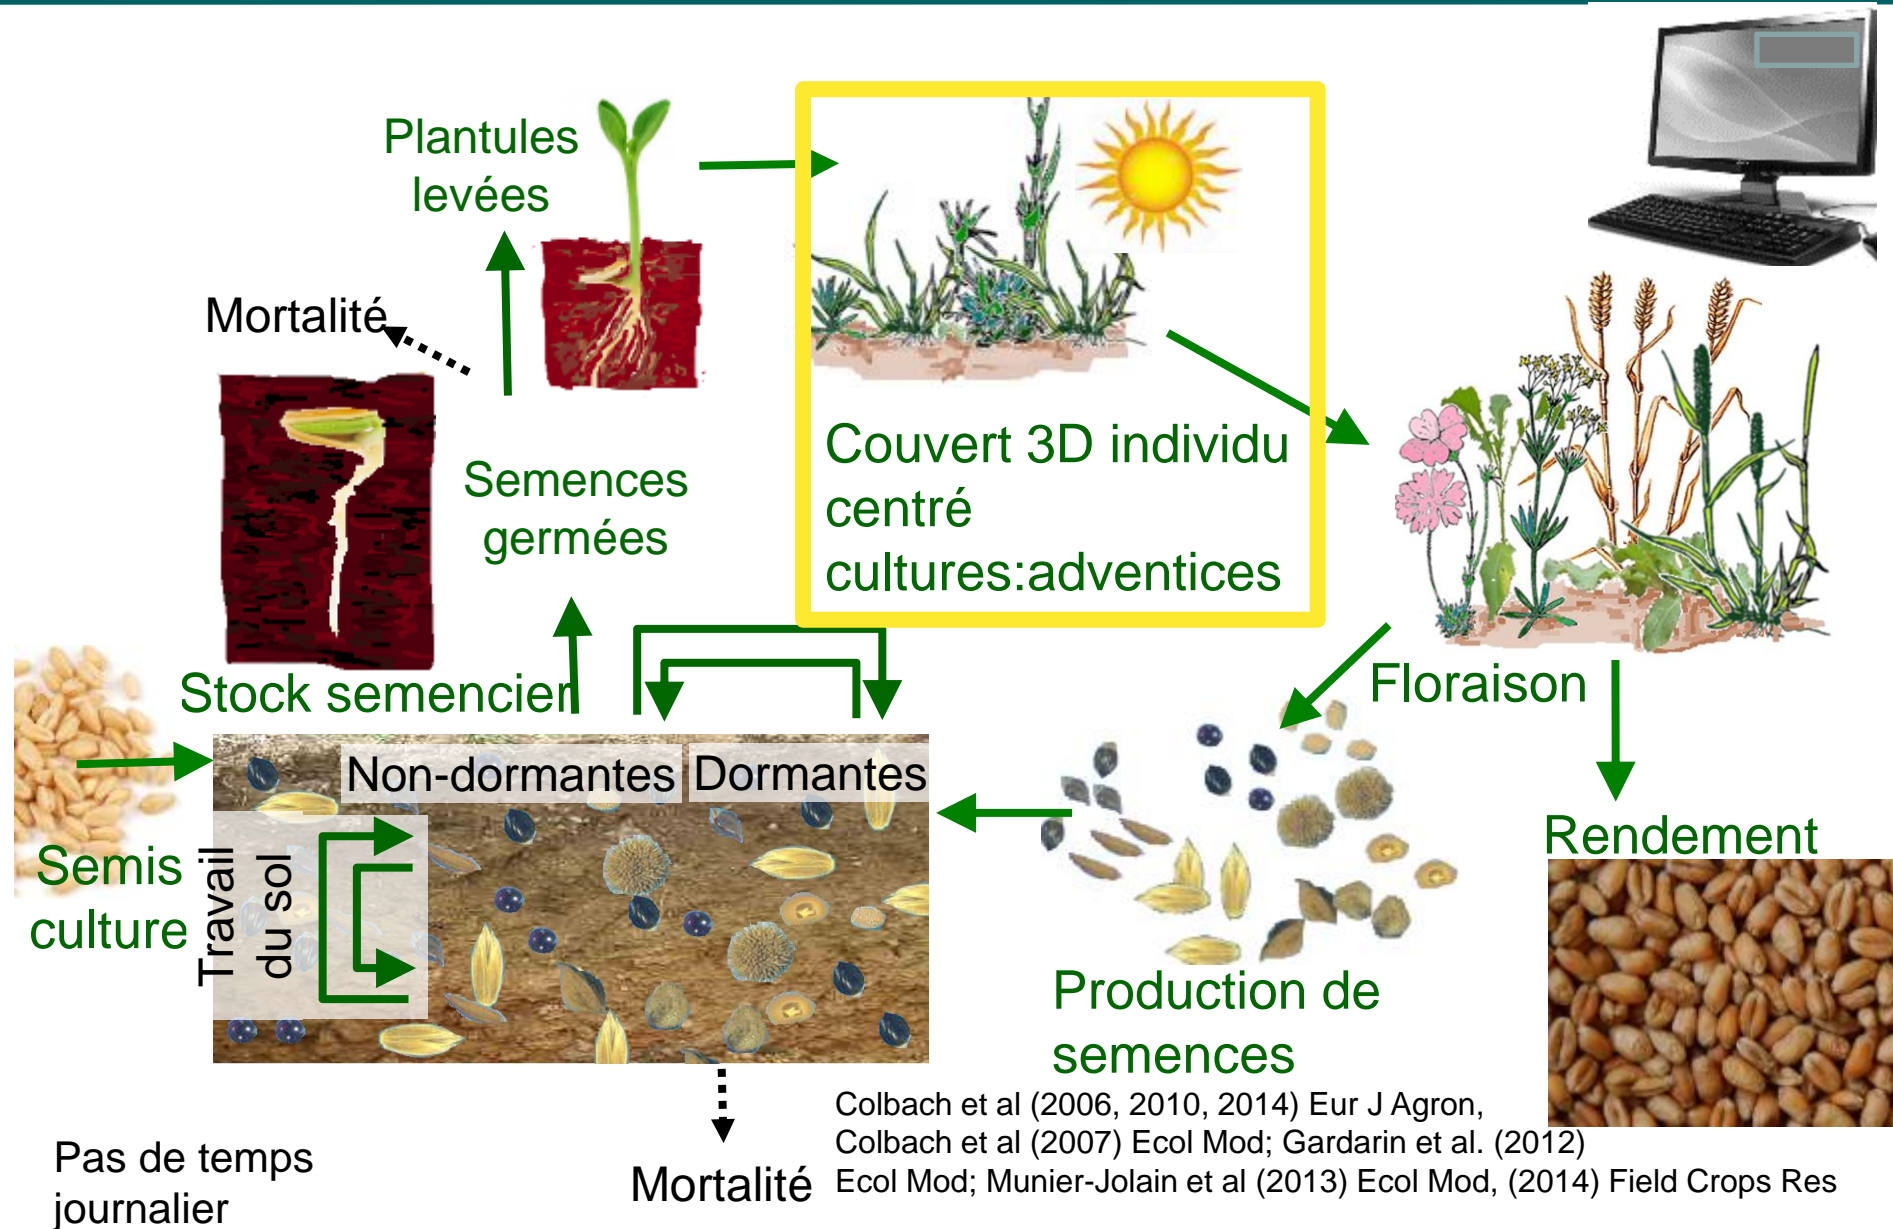 Plantules
levées
Mortalité
Semences
germées
Couvert 3D individu
centré
cultures:adventices
Stock semencier
Non-dormantes
Dormantes
Semis
culture
Travail
du sol
Floraison
Rendement
Production de
semences
Mortalité
Pas de temps
journalier
Colbach et al (2006, 2010, 2014) Eur J Agron,
Colbach et al (2007) Ecol Mod; Gardarin et al. (2012)
Ecol Mod; Munier-Jolain et al (2013) Ecol Mod, (2014) Field Crops Res